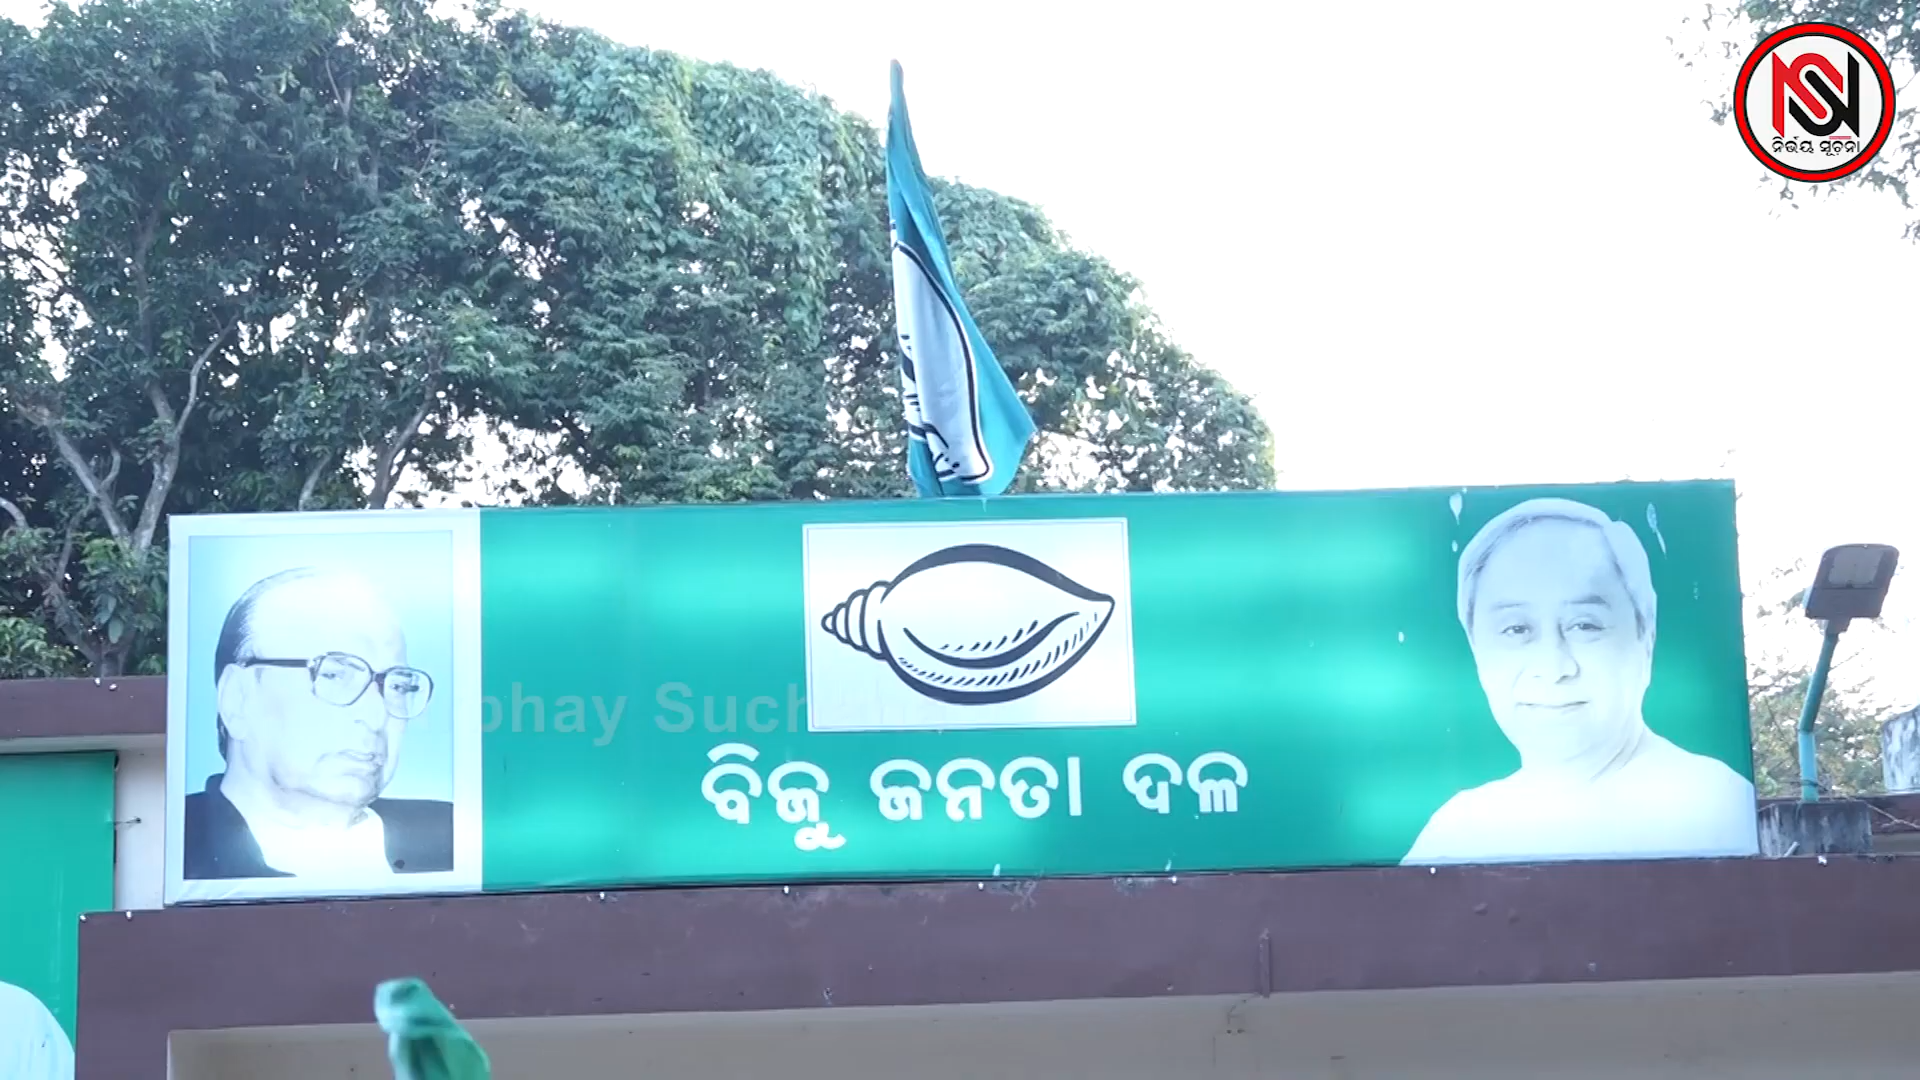 ନିର୍ଭୟ ସୂଚନା
ବିଜୁ ଜନତା ଦଳ